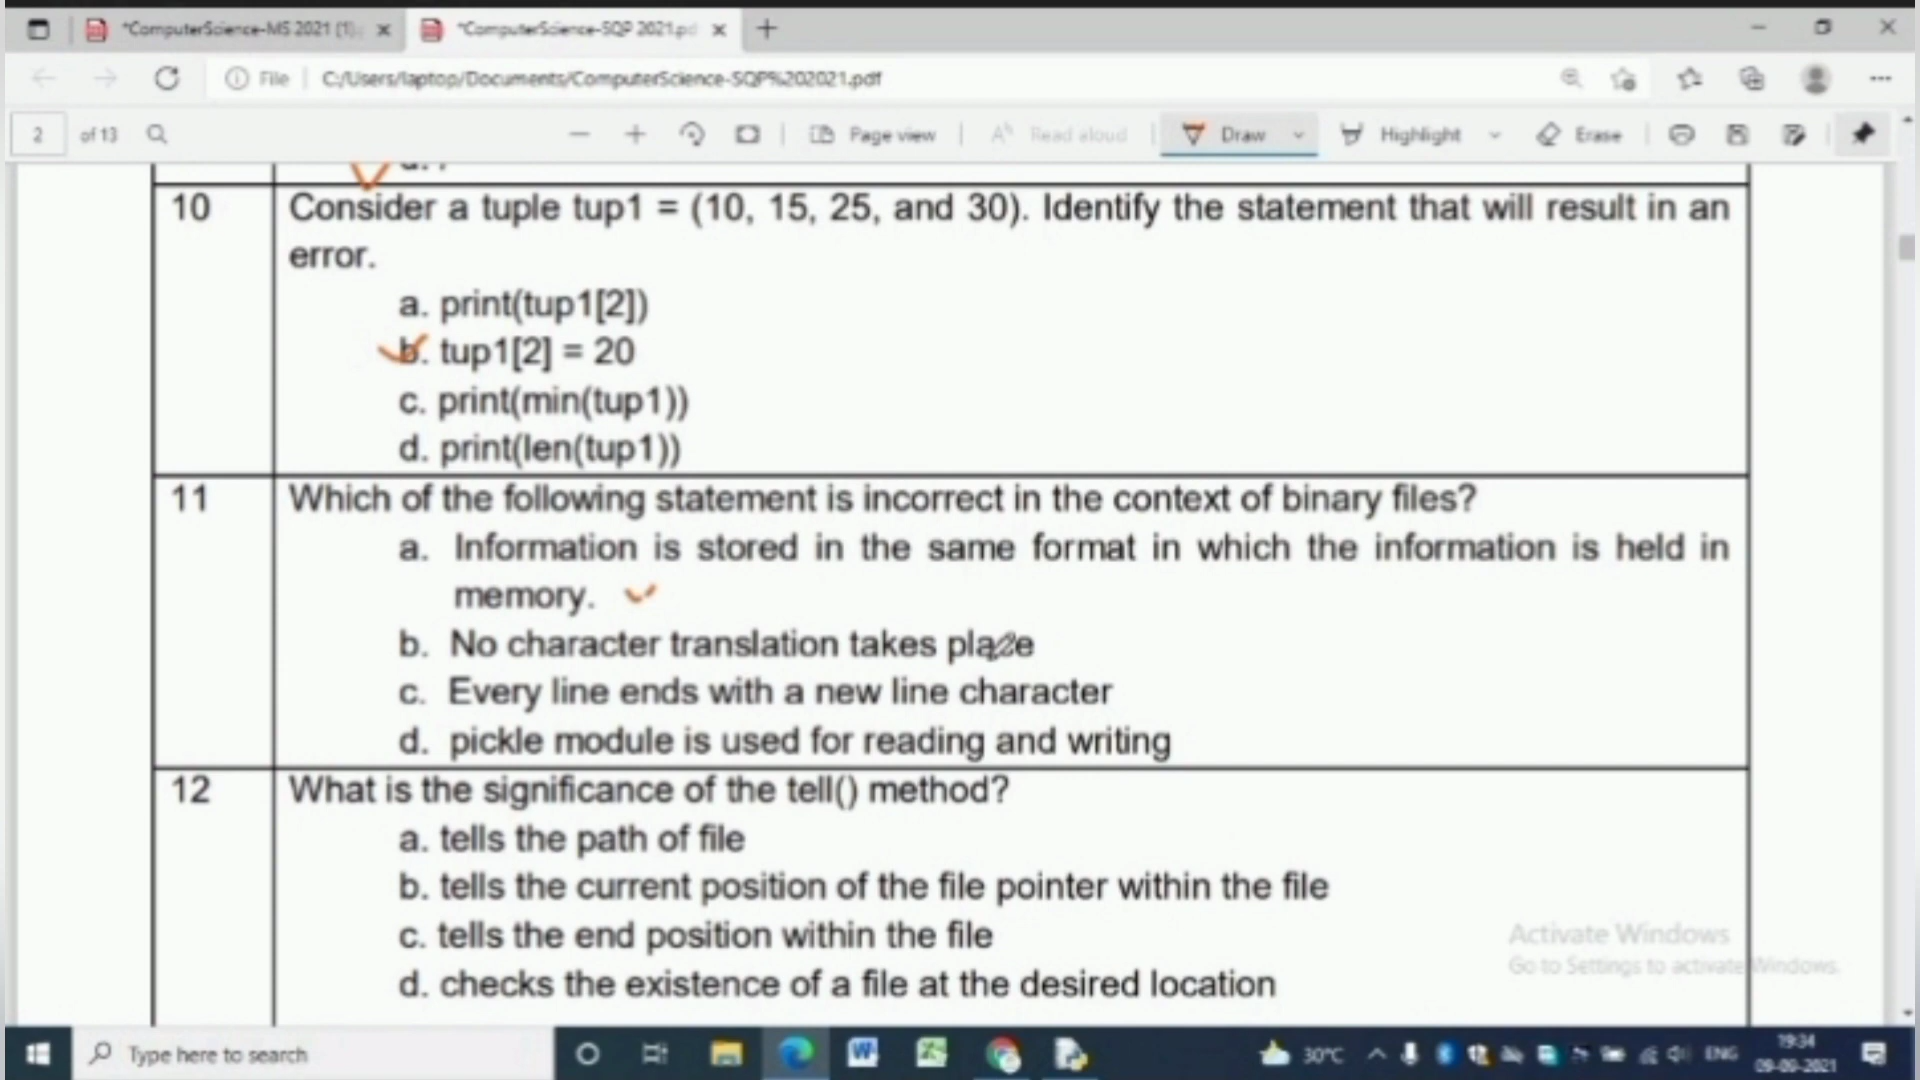 *ComputerScience-MS 2021 (1).
*ComputerScience-SQP 2021.pd
File C:/Users/laptop/Documents/ComputerScience-SQP%202021.pdf
2 of 13 Page view Read aloud Draw Highlight Erase
10 Consider a tuple tup1 = (10, 15, 25, and 30). Identify the statement that will result in an
error.
a. print(tup1[2])
b. tup1[2] = 20
c. print(min(tup1))
d. print(len(tup1))
11 Which of the following statement is incorrect in the context of binary files?
a. Information is stored in the same format in which the information is held in
memory.
b. No character translation takes place
c. Every line ends with a new line character
d. pickle module is used for reading and writing
12 What is the significance of the tell() method?
a. tells the path of file
b. tells the current position of the file pointer within the file
c. tells the end position within the file
d. checks the existence of a file at the desired location
Activate Windows
Go to Settings to activate Windows.
Type here to search
30°C ENG 19:34
09-09-2021